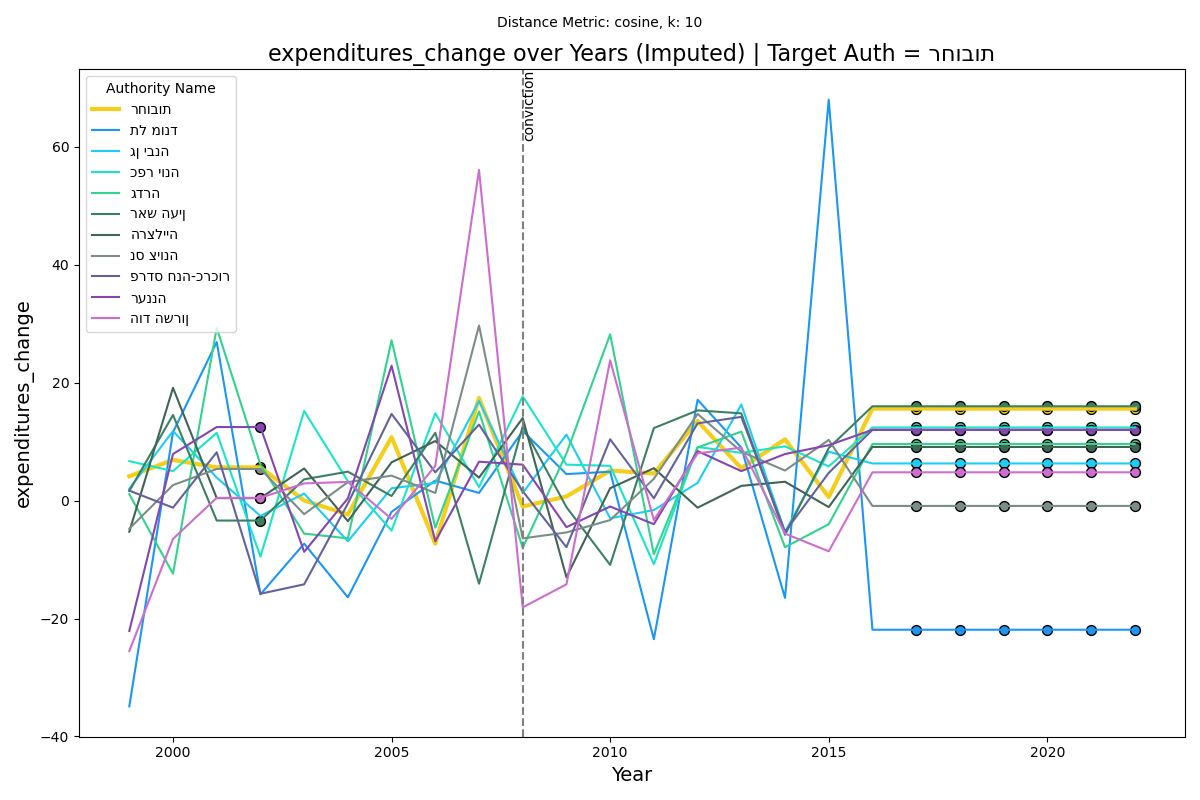 Distance Metric: cosine, k: 10
expenditures_change over Years (Imputed) | Target Auth = רחובות
Authority Name
רחובות
תל מונד
גן יבנה
כפר יונה
גדרה
ראש העין
הרצלייה
נס ציונה
פרדס חנה-כרכור
רעננה
הוד השרון
conviction
expenditures_change
60
40
20
0
−20
−40
2000
2005
2010
2015
2020
Year